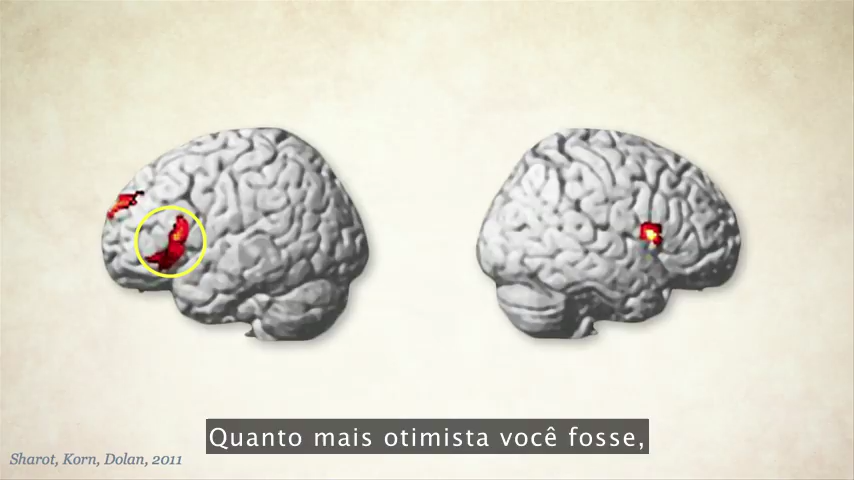 Quanto mais otimista você fosse,
Sharot, Korn, Dolan, 2011